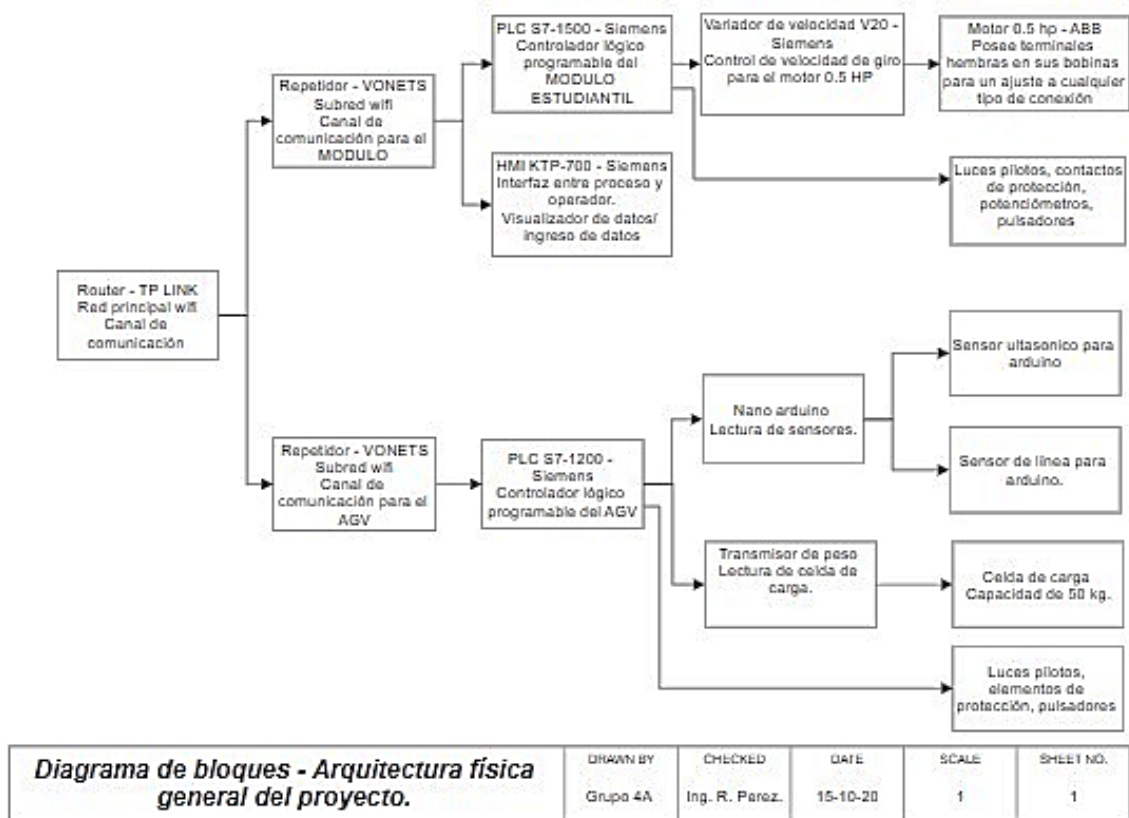 PLC S7-1500 - Siemens
Controlador lógico
programable del
MODULO
ESTUDIANTIL
Variador de velocidad V20 -
Siemens
Control de velocidad de giro
para el motor 0.5 HP
Motor 0.5 hp - ABB
Posee terminales
hembras en sus bobinas
para un ajuste a cualquier
tipo de conexión
Repetidor - VONETS
Subred wifi
Canal de
comunicación para el
MODULO
HMI KTP-700 - Siemens
Interfaz entre proceso y
operador.
Visualizador de datos/
ingreso de datos
Luces pilotos, contactos
de protección,
potenciómetros,
pulsadores
Router - TP LINK
Red principal wifi
Canal de
comunicación
Sensor ultasonico para
arduino
Nano arduino
Lectura de sensores.
Repetidor - VONETS
Subred wifi
Canal de
comunicación para el
AGV
PLC S7-1200 -
Siemens
Controlador lógico
programable del AGV
Sensor de línea para
arduino.
Transmisor de peso
Lectura de celda de
carga.
Celda de carga
Capacidad de 50 kg.
Luces pilotos,
elementos de
protección, pulsadores
Diagrama de bloques - Arquitectura física
general del proyecto.
DRAWN BY
Grupo 4A
CHECKED
Ing. R. Perez.
DATE
15-10-20
SCALE
1
SHEET NO.
1